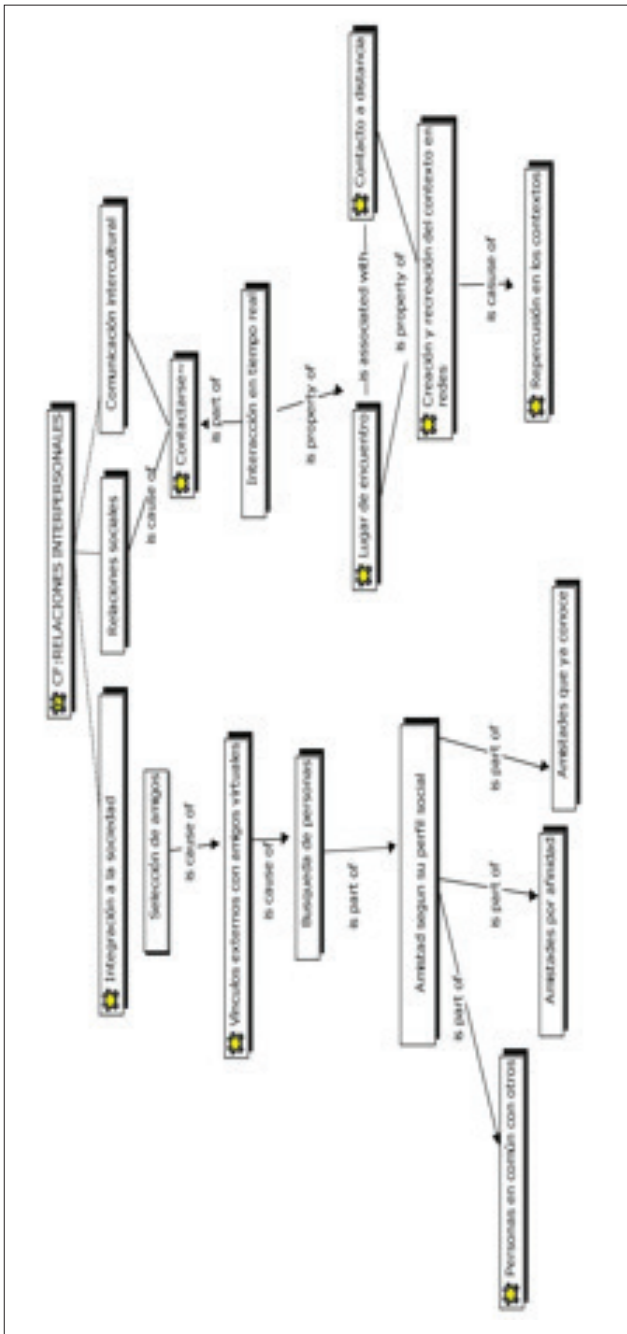 CF:RELACIONES INTERPERSONALES
Integración a la sociedad
Relaciones sociales
Comunicación intercultural
Selección de amigos
is cause of
Vínculos externos con amigos virtuales
is cause of
Busqueda de personas
is part of
Amistad segun su perfil social
is part of
is part of
is part of
Personas en común con otros
Amistades por afinidad
Amistades que ya conoce
is cause of
Contactarse~
is part of
Interacción en tiempo real
is property of
Lugar de encuentro
is associated with
Contacto a distancia
is property of
Creación y recreación del contexto en
redes
is casuse of
Repercusión en los contextos